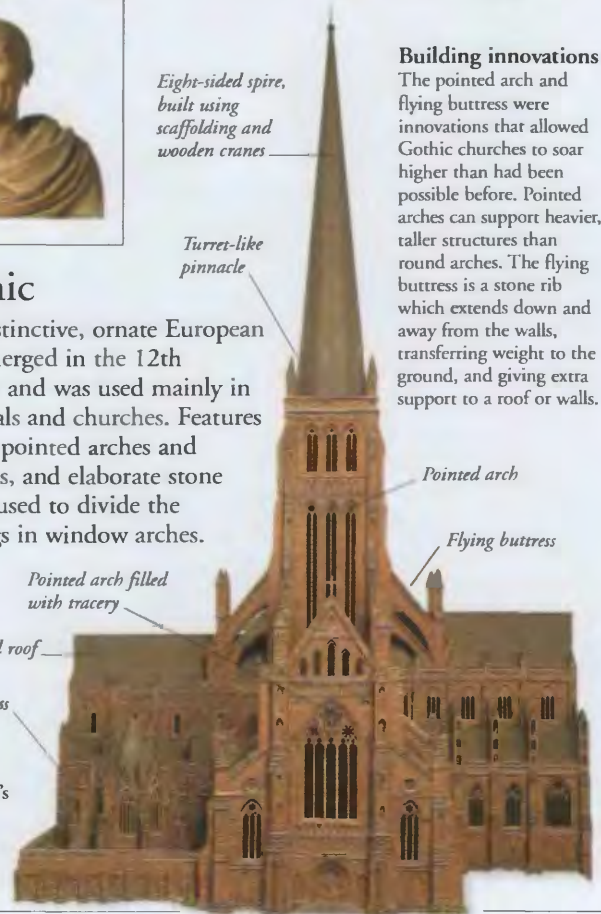 Building innovations
The pointed arch and
flying buttress were
innovations that allowed
Gothic churches to soar
higher than had been
possible before. Pointed
arches can support heavier,
taller structures than
round arches. The flying
buttress is a stone rib
which extends down and
away from the walls,
transferring weight to the
ground, and giving extra
support to a roof or walls.
Eight-sided spire,
built using
scaffolding and
wooden cranes
Turret-like
pinnacle
ornate European
in the 12th
and was used mainly in
and churches. Features
pointed arches and
and elaborate stone
used to divide the
in window arches.
Pointed arch
Flying buttress
Pointed arch filled
with tracery
roof